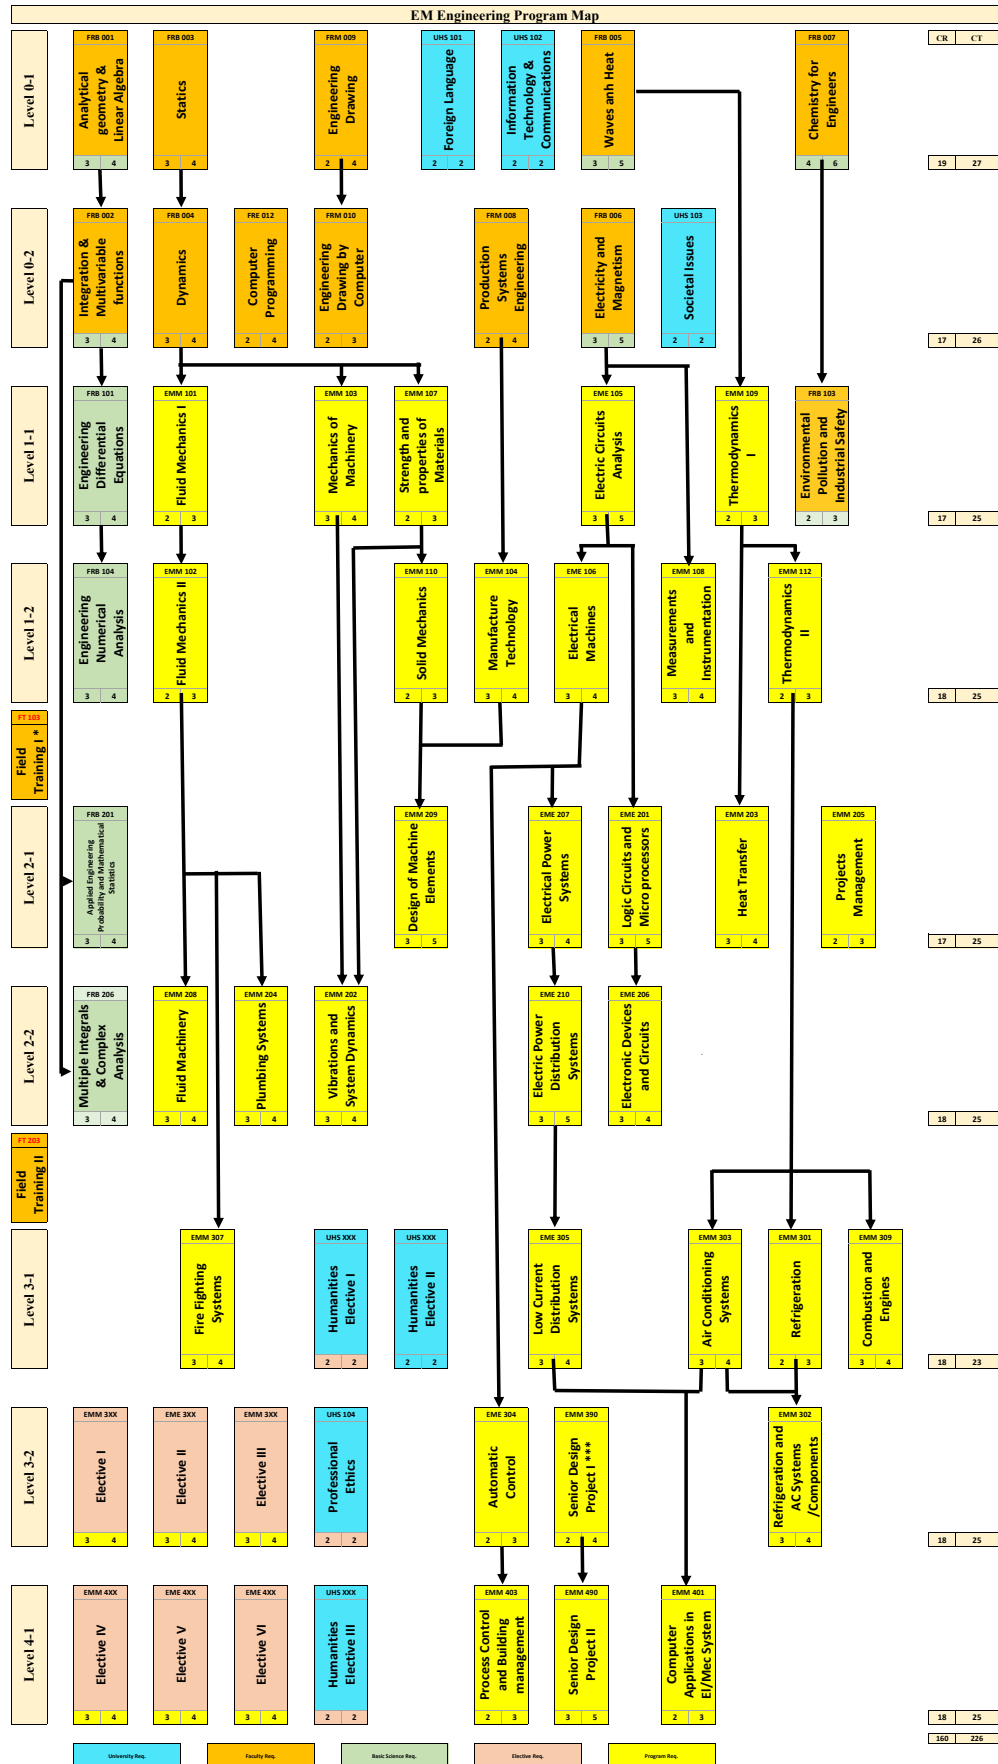 EM Engineering Program Map
Level 0-1
FRB 001
Analytical
geometry &
Linear Algebra
3 4
FRB 003
Statics
3 4
FRM 009
Engineering
Drawing
2 4
UHS 101
Foreign Language
2 2
UHS 102
Information
Technology &
Communications
2 2
FRB 005
Waves anh Heat
3 5
FRB 007
Chemistry for
Engineers
4 6
CR CT
19 27
Level 0-2
FRB 002
Integration &
Multivariable
functions
3 4
FRB 004
Dynamics
3 4
FRE 012
Computer
Programming
2 4
FRM 010
Engineering
Drawing by
Computer
2 3
FRM 008
Production
Systems
Engineering
2 4
FRB 006
Electricity and
Magnetism
3 5
UHS 103
Societal Issues
2 2
17 26
Level 1-1
FRB 101
Engineering
Differential
Equations
3 4
EMM 101
Fluid Mechanics I
2 3
EMM 103
Mechanics of
Machinery
3 4
EMM 107
Strength and
properties of
Materials
2 3
EME 105
Electric Circuits
Analysis
3 5
EMM 109
Thermodynamics
I
2 3
FRB 103
Environmental
Pollution and
Industrial Safety
2 3
17 25
Level 1-2
FRB 104
Engineering
Numerical
Analysis
3 4
EMM 102
Fluid Mechanics II
2 3
EMM 110
Solid Mechanics
2 3
EMM 104
Manufacture
Technology
3 4
EME 106
Electrical
Machines
3 4
EMM 108
Measurements
and
Instrumentation
3 4
EMM 112
Thermodynamics
II
2 3
18 25
FT 103
Field
Training I *
Level 2-1
FRB 201
Applied Engineering
Probability and Mathematical
Statistics
3 4
EMM 209
Design of Machine
Elements
3 5
EME 207
Electrical Power
Systems
3 4
EME 201
Logic Circuits and
Micro processors
3 5
EMM 203
Heat Transfer
3 4
EMM 205
Projects
Management
2 3
17 25
Level 2-2
FRB 206
Multiple Integrals
& Complex
Analysis
3 4
EMM 208
Fluid Machinery
3 4
EMM 204
Plumbing Systems
3 4
EMM 202
Vibrations and
System Dynamics
3 4
EME 210
Electric Power
Distribution
Systems
3 5
EME 206
Electronic Devices
and Circuits
3 4
18 25
FT 203
Field
Training II
Level 3-1
EMM 307
Fire Fighting
Systems
3 4
UHS XXX
Humanities
Elective I
2 2
UHS XXX
Humanities
Elective II
2 2
EME 305
Low Current
Distribution
Systems
3 4
EMM 303
Air Conditioning
Systems
3 4
EMM 301
Refrigeration
2 3
EMM 309
Combustion and
Engines
3 4
18 23
Level 3-2
EMM 3XX
Elective I
3 4
EME 3XX
Elective II
3 4
EMM 3XX
Elective III
3 4
UHS 104
Professional
Ethics
2 2
EME 304
Automatic
Control
2 3
EMM 390
Senior Design
Project I ***
2 4
EMM 302
Refrigeration and
AC Systems
/Components
3 4
18 25
Level 4-1
EMM 4XX
Elective IV
3 4
EME 4XX
Elective V
3 4
EME 4XX
Elective VI
3 4
UHS XXX
Humanities
Elective III
2 2
EMM 403
Process Control
and Building
management
2 3
EMM 490
Senior Design
Project II
3 5
EMM 401
Computer
Applications in
El/Mec System
2 3
18 25
160 226
University Req.
Faculty Req.
Basic Science Req.
Elective Req.
Program Req.